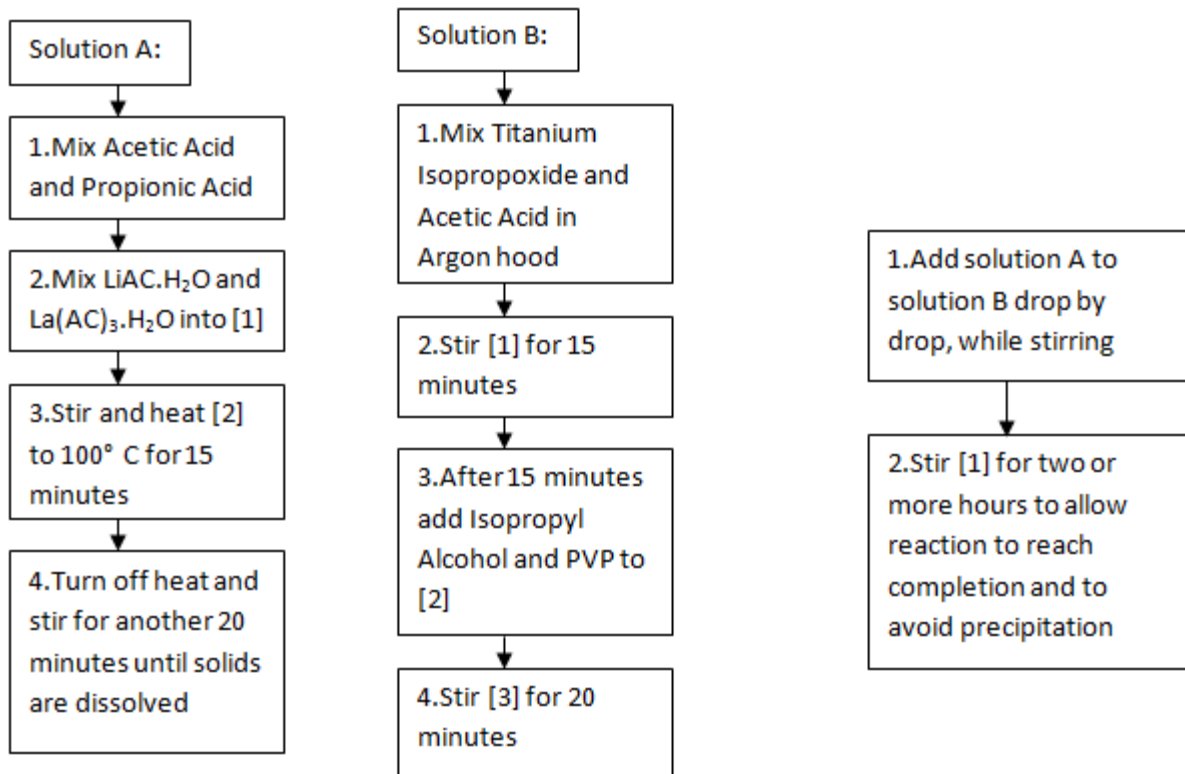 Solution A:
1.Mix Acetic Acid
and Propionic Acid
2.Mix LiAC.H₂O and
La(AC)₃.H₂O into [1]
3.Stir and heat [2]
to 100° C for 15
minutes
4.Turn off heat and
stir for another 20
minutes until solids
are dissolved
Solution B:
1.Mix Titanium
Isopropoxide and
Acetic Acid in
Argon hood
2.Stir [1] for 15
minutes
3.After 15 minutes
add Isopropyl
Alcohol and PVP to
[2]
4.Stir [3] for 20
minutes
1.Add solution A to
solution B drop by
drop, while stirring
2.Stir [1] for two or
more hours to allow
reaction to reach
completion and to
avoid precipitation